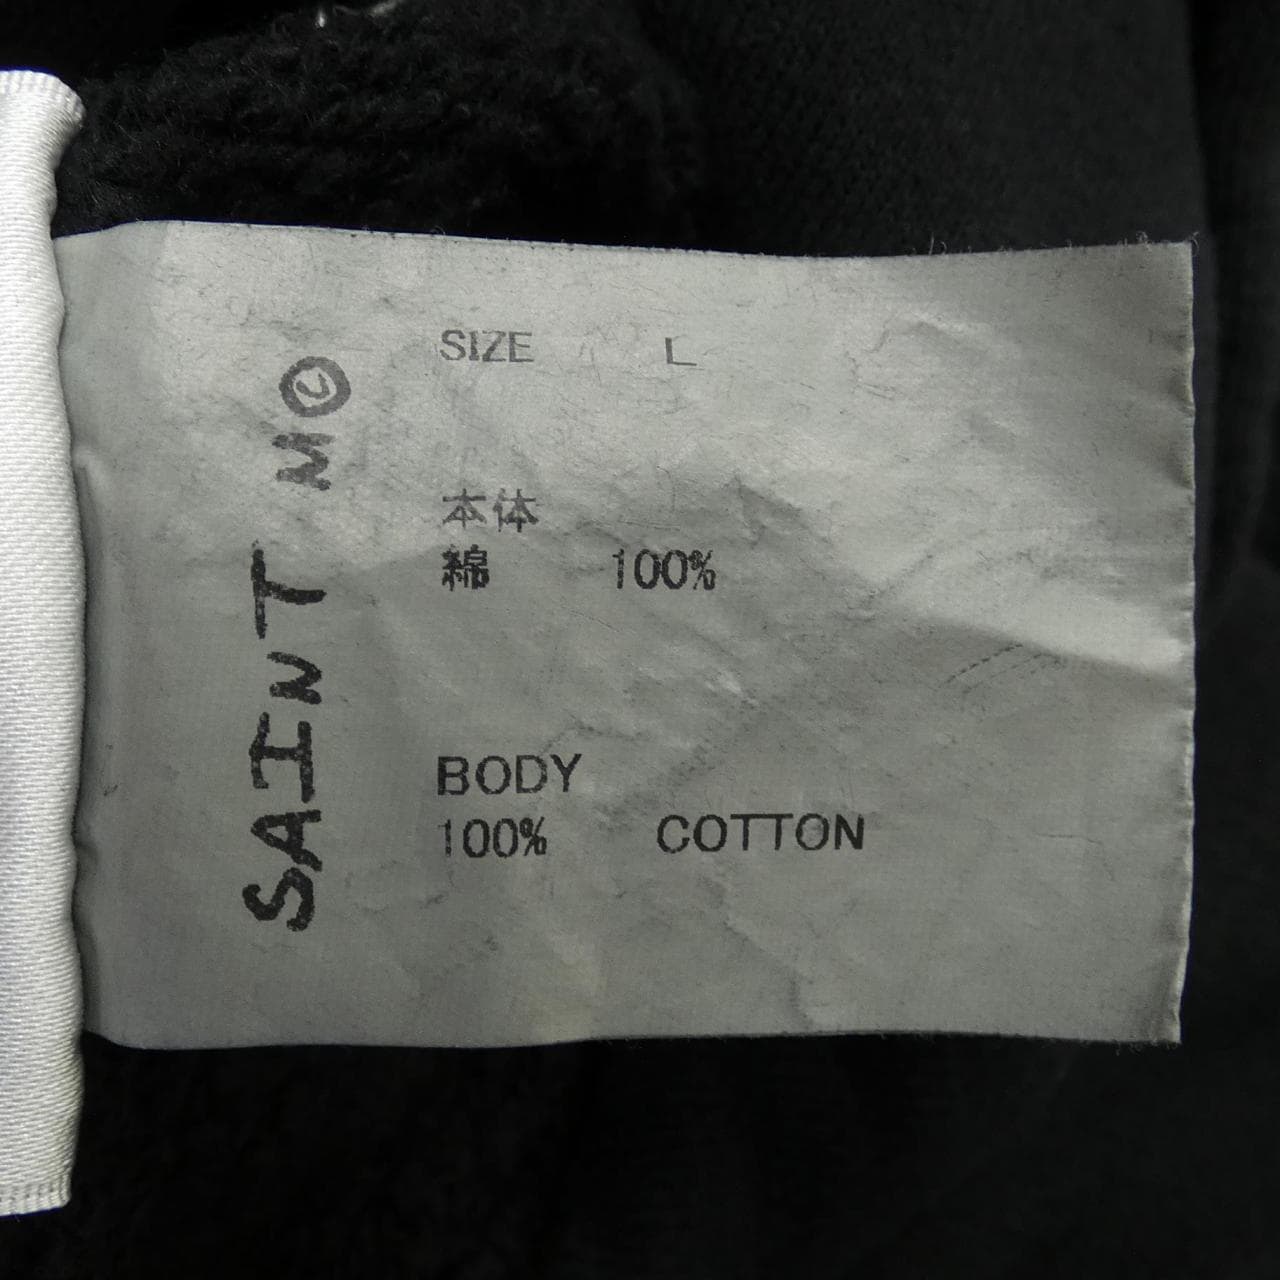 SAINT M©
SIZE L
本体
綿 100%
BODY
100% COTTON